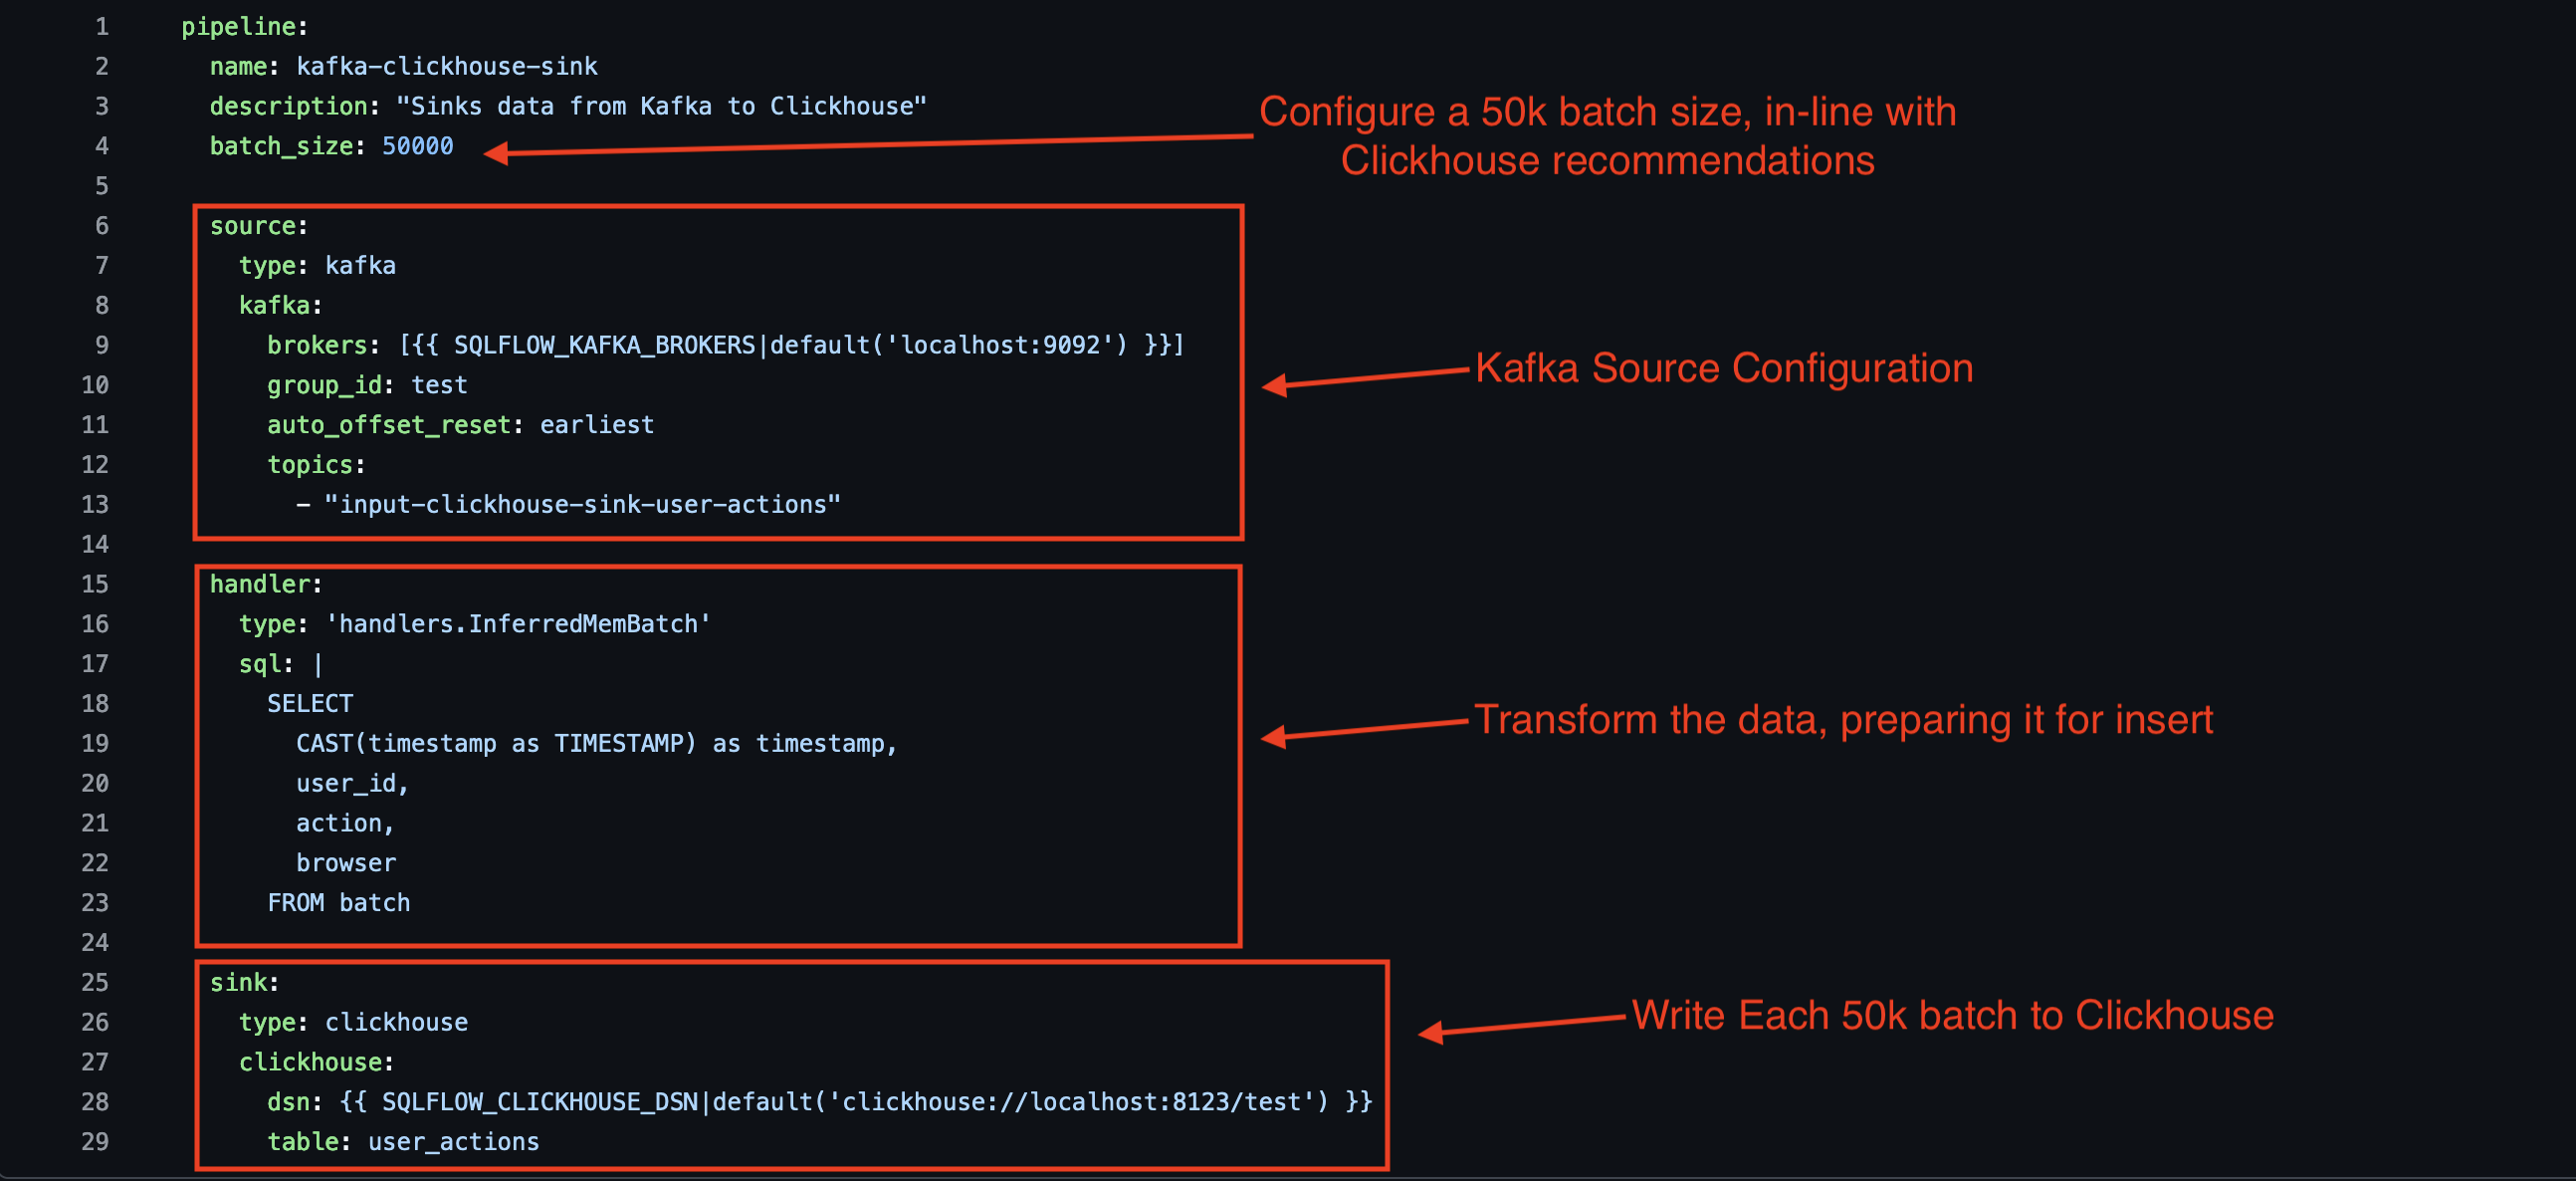 1 pipeline:
2   name: kafka-clickhouse-sink
3   description: "Sinks data from Kafka to Clickhouse"
4   batch_size: 50000
Configure a 50k batch size, in-line with
Clickhouse recommendations
5
6   source:
7     type: kafka
8     kafka:
9       brokers: [{{ SQLFLOW_KAFKA_BROKERS|default('localhost:9092') }}]
10       group_id: test
11       auto_offset_reset: earliest
12       topics:
13         - "input-clickhouse-sink-user-actions"
Kafka Source Configuration
14
15   handler:
16     type: 'handlers.InferredMemBatch'
17     sql: |
18       SELECT
19         CAST(timestamp as TIMESTAMP) as timestamp,
20         user_id,
21         action,
22         browser
23       FROM batch
Transform the data, preparing it for insert
24
25   sink:
26     type: clickhouse
27     clickhouse:
28       dsn: {{ SQLFLOW_CLICKHOUSE_DSN|default('clickhouse://localhost:8123/test') }}
29       table: user_actions
Write Each 50k batch to Clickhouse